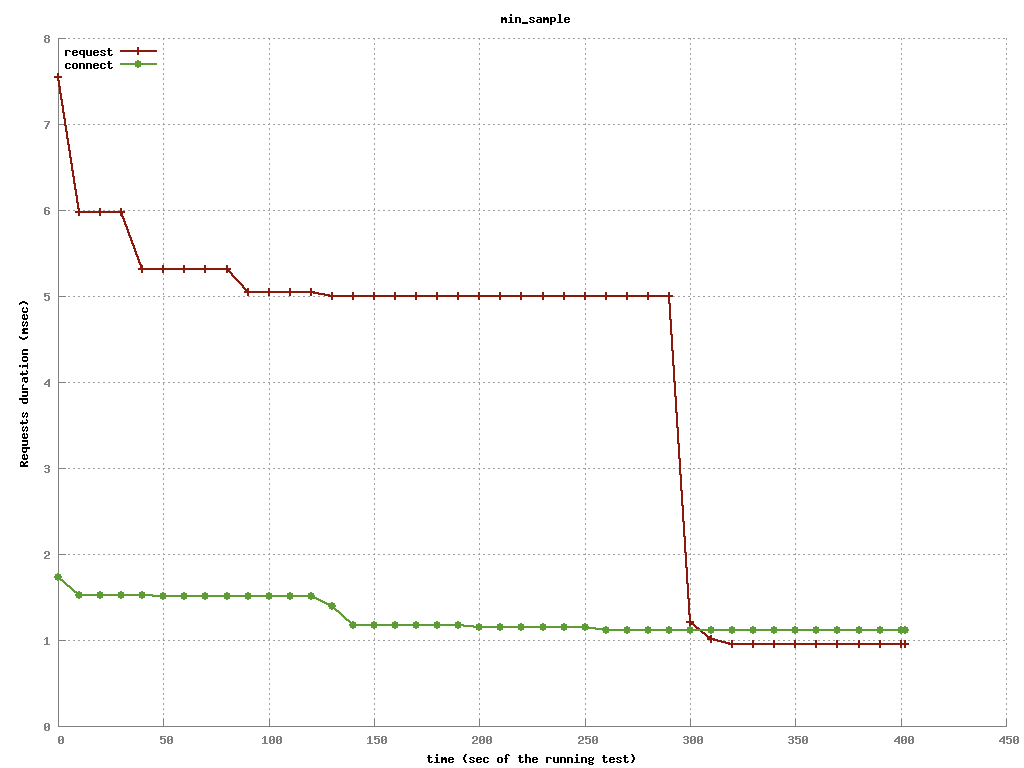 min_sample
8
request
connect
7
6
5
4
3
2
1
0
Requests duration (msec)
0 50 100 150 200 250 300 350 400 450
time (sec of the running test)